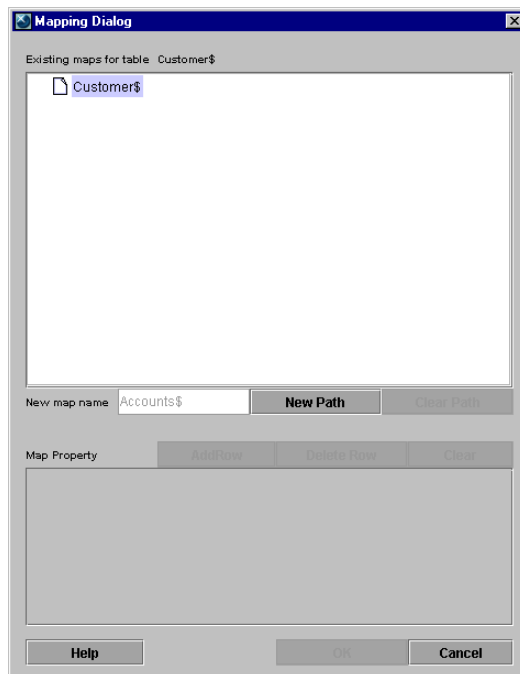 Mapping Dialog
Existing maps for table Customer$
Customer$
New map name Accounts$ New Path Clear Path
Map Property AddRow Delete Row Clear
Help OK Cancel